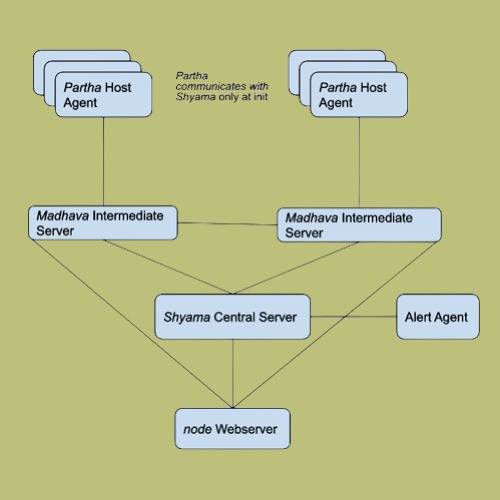 Partha Host
Agent
Partha
communicates with
Shyama only at init
Partha Host
Agent
Madhava Intermediate
Server
Madhava Intermediate
Server
Shyama Central Server
Alert Agent
node Webserver